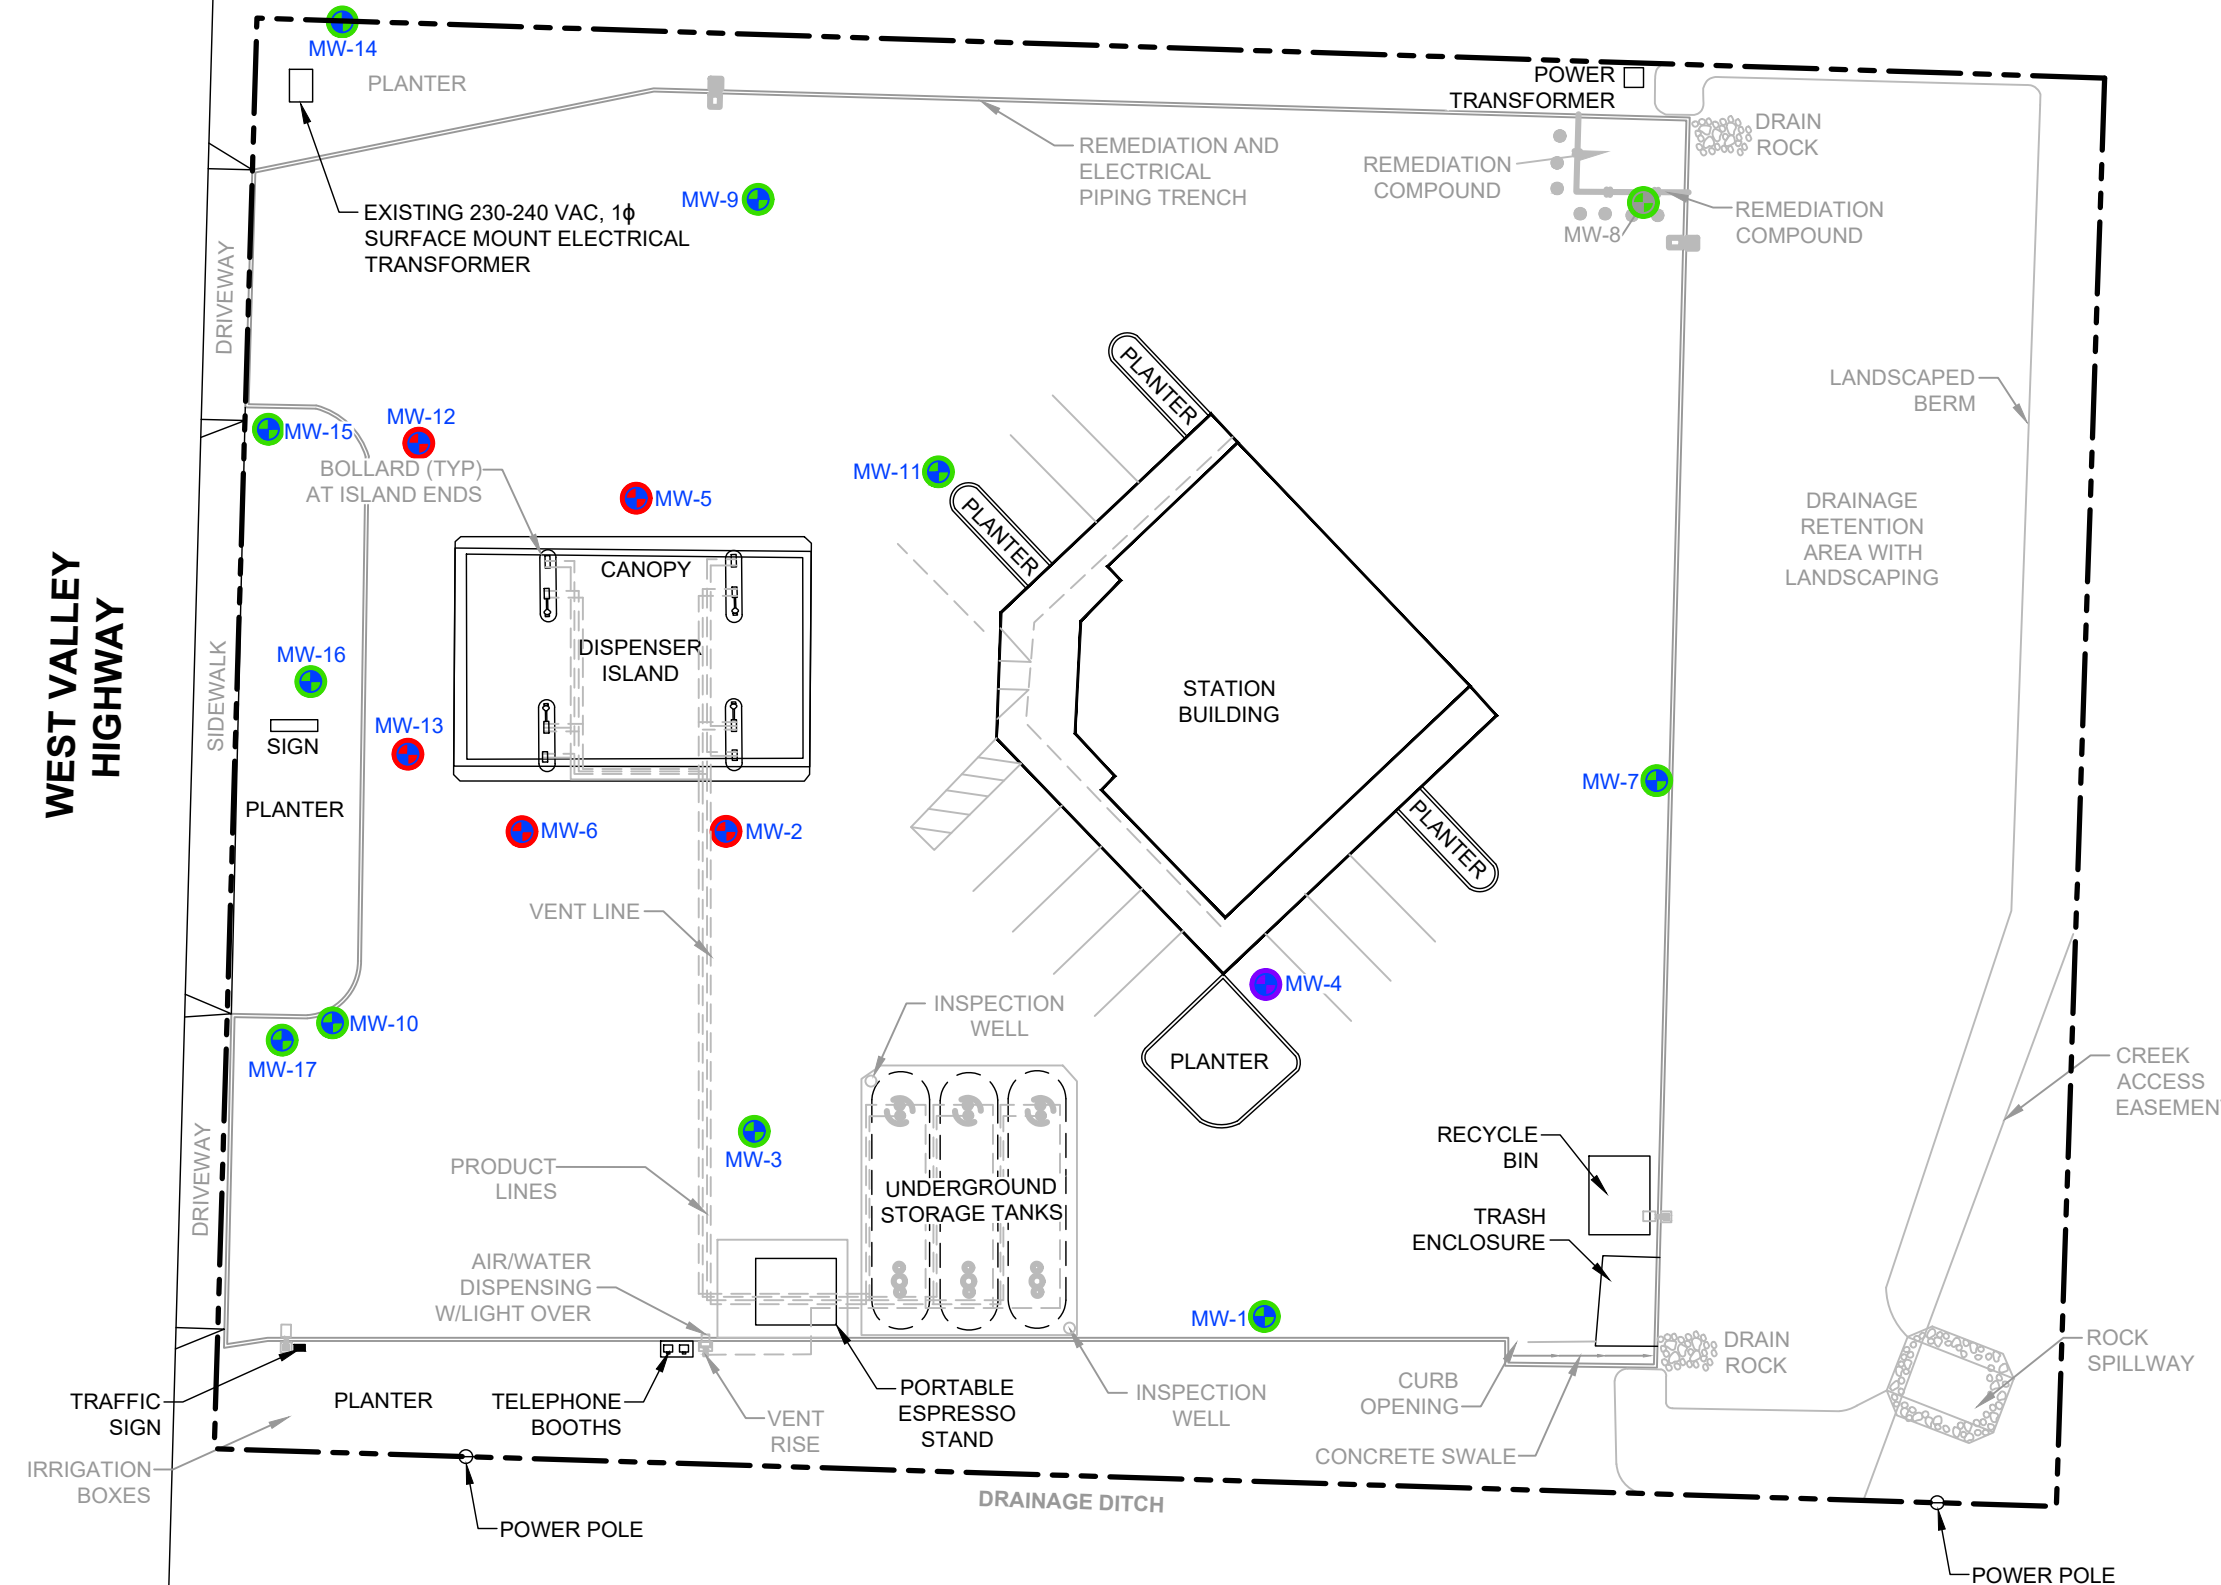 MW-14
PLANTER
POWER
TRANSFORMER
DRAIN
ROCK
REMEDIATION AND
ELECTRICAL
PIPING TRENCH
REMEDIATION
COMPOUND
MW-9
EXISTING 230-240 VAC, 1ϕ
SURFACE MOUNT ELECTRICAL
TRANSFORMER
REMEDIATION
COMPOUND
MW-8
DRIVEWAY
PLANTER
LANDSCAPED
BERM
MW-12
MW-15
BOLLARD (TYP)
AT ISLAND ENDS
MW-5
MW-11
PLANTER
DRAINAGE
RETENTION
AREA WITH
LANDSCAPING
CANOPY
DISPENSER
ISLAND
WEST VALLEY
HIGHWAY
SIDEWALK
MW-16
SIGN
MW-13
STATION
BUILDING
PLANTER
MW-7
MW-6
MW-2
PLANTER
VENT LINE
MW-4
INSPECTION
WELL
MW-10
MW-17
PLANTER
CREEK
ACCESS
EASEMEN
MW-3
DRIVEWAY
PRODUCT
LINES
RECYCLE
BIN
UNDERGROUND
STORAGE TANKS
TRASH
ENCLOSURE
AIR/WATER
DISPENSING
W/LIGHT OVER
MW-1
DRAIN
ROCK
ROCK
SPILLWAY
TRAFFIC
SIGN
PLANTER
TELEPHONE
BOOTHS
VENT
RISE
PORTABLE
ESPRESSO
STAND
INSPECTION
WELL
CURB
OPENING
CONCRETE SWALE
IRRIGATION
BOXES
DRAINAGE DITCH
POWER POLE
POWER POLE